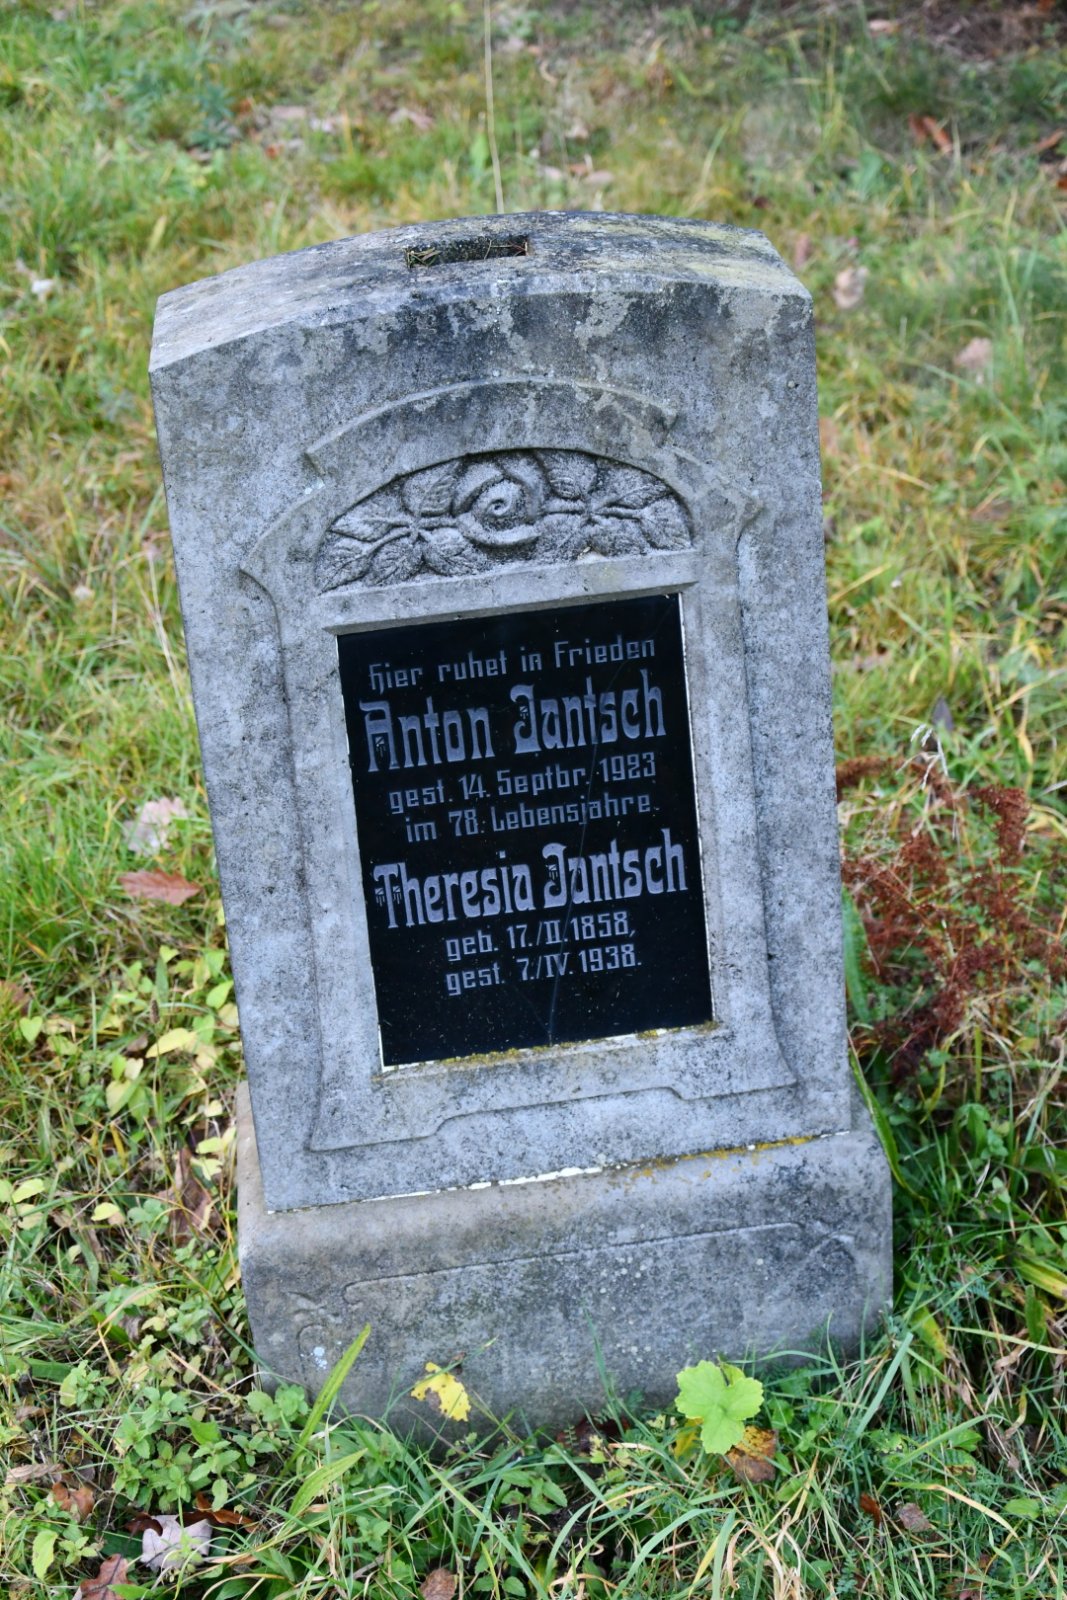 Hier ruhet in Frieden
Anton Jantsch
gest. 14. Septbr. 1923
im 78. Lebensjahre.
Theresia Jantsch
geb. 17./II. 1858,
gest. 7./IV. 1938.